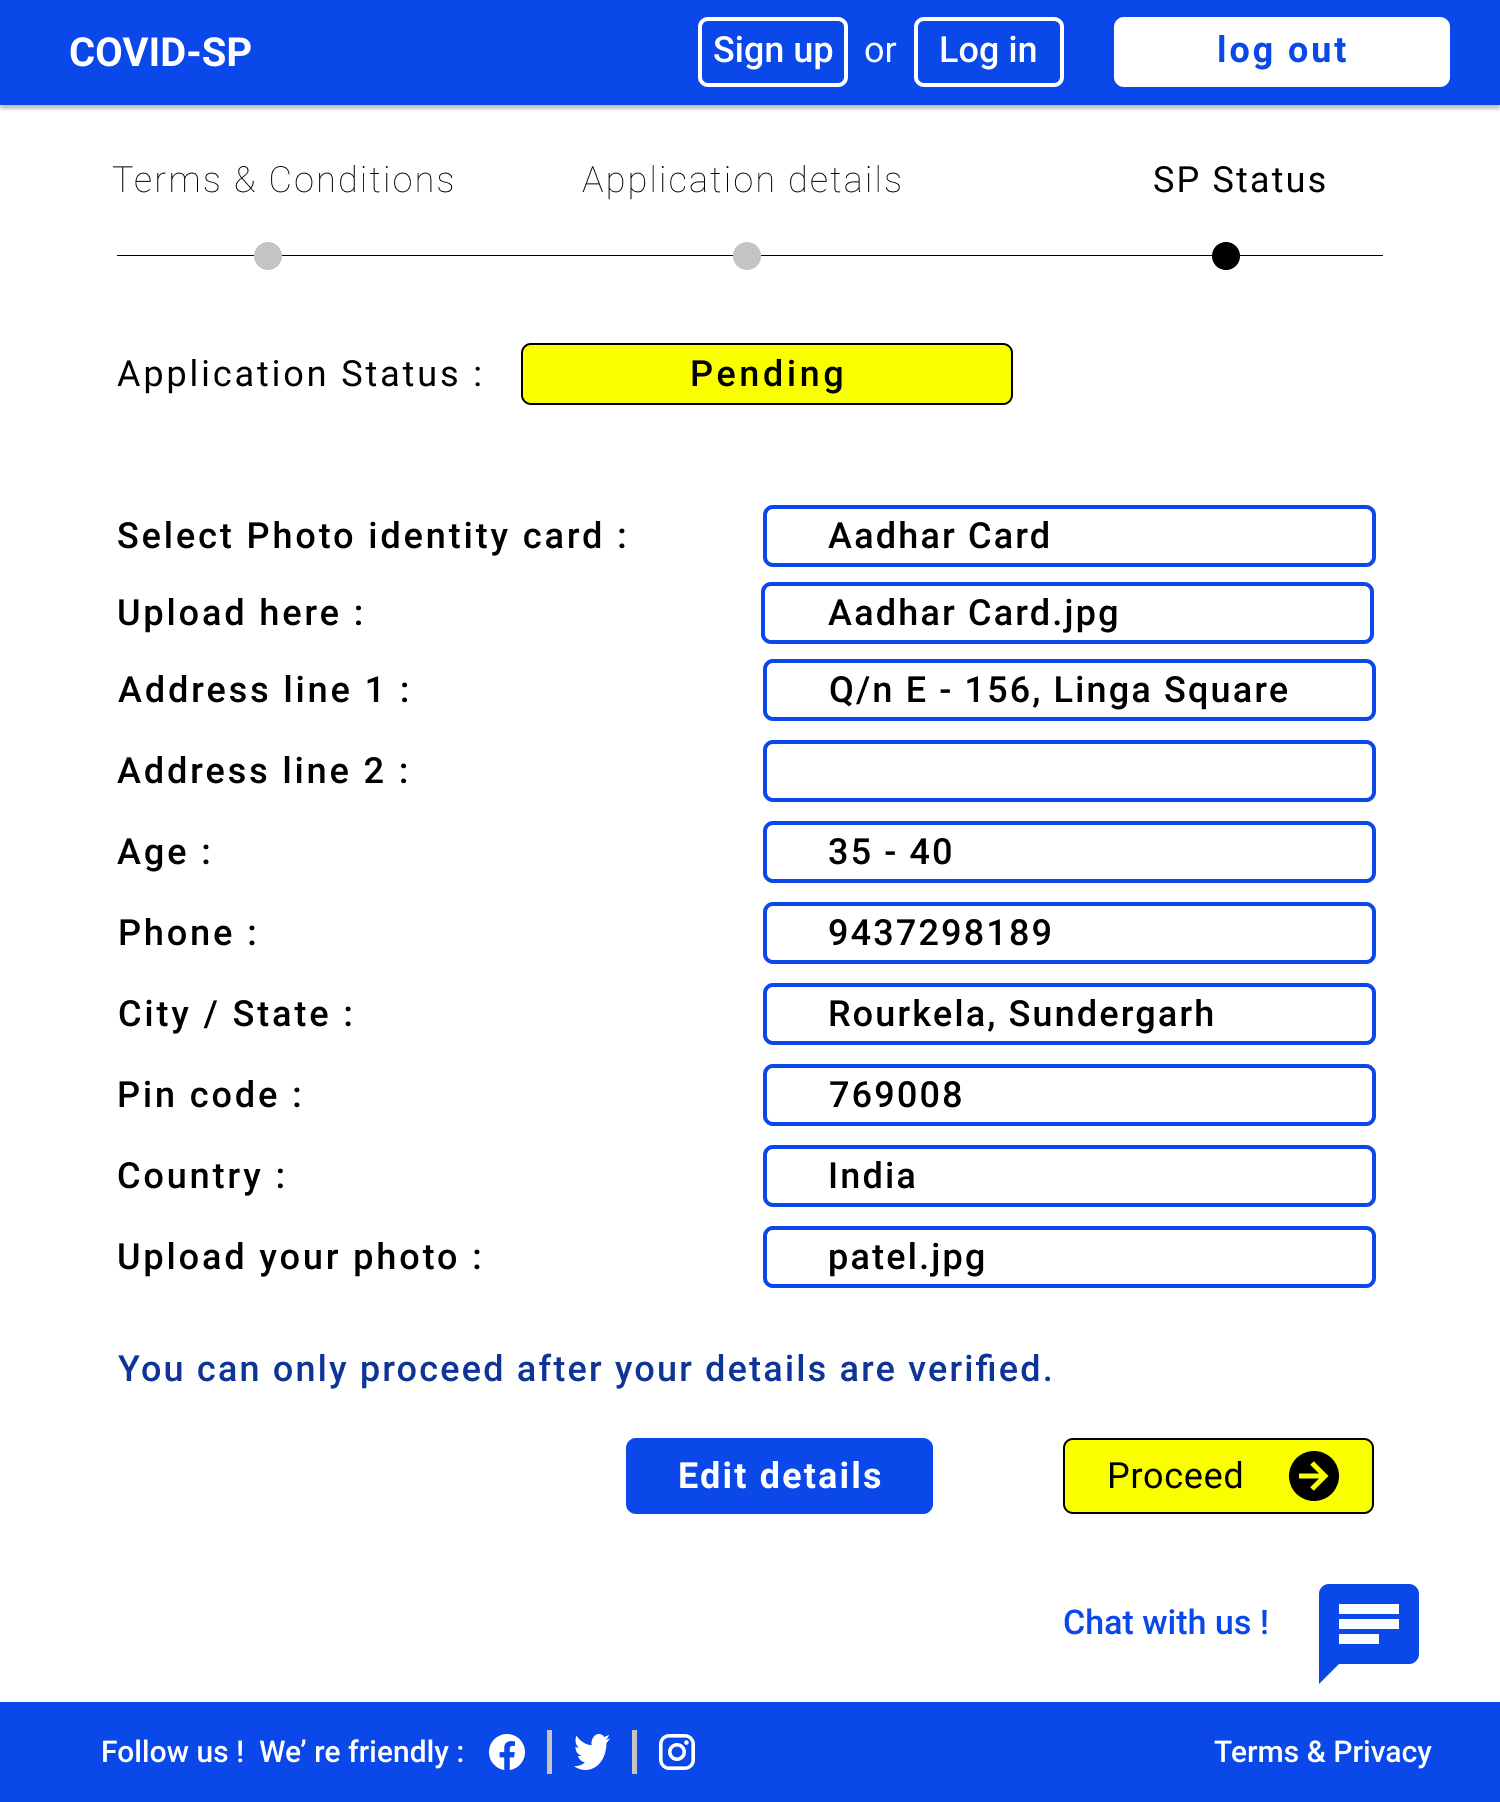 COVID-SP Sign up or Log in log out
Terms & Conditions Application details SP Status
Application Status : Pending
Select Photo identity card : Aadhar Card
Upload here : Aadhar Card.jpg
Address line 1 : Q/n E - 156, Linga Square
Address line 2 :
Age : 35 - 40
Phone : 9437298189
City / State : Rourkela, Sundergarh
Pin code : 769008
Country : India
Upload your photo : patel.jpg
You can only proceed after your details are verified.
Edit details Proceed
Chat with us !
Follow us ! We’ re friendly : Terms & Privacy